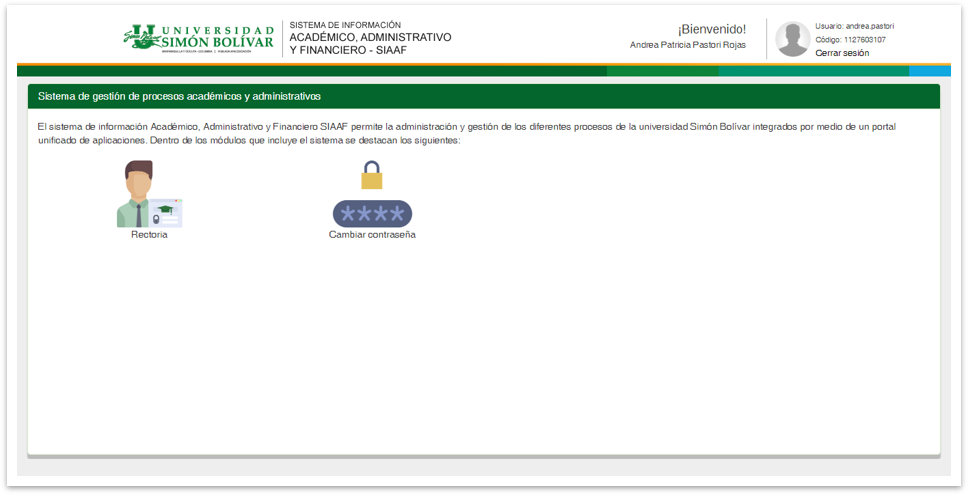 UNIVERSIDAD
SIMÓN BOLÍVAR
SISTEMA DE INFORMACIÓN
ACADÉMICO, ADMINISTRATIVO
Y FINANCIERO - SIAAF
¡Bienvenido!
Andrea Patricia Pastori Rojas
Usuario: andrea.pastori
Código: 1127603107
Cerrar sesión
Sistema de gestión de procesos académicos y administrativos
El sistema de información Académico, Administrativo y Financiero SIAAF permite la administración y gestión de los diferentes procesos de la universidad Simón Bolívar integrados por medio de un portal
unificado de aplicaciones. Dentro de los módulos que incluye el sistema se destacan los siguientes:
****
Rectoria
Cambiar contraseña